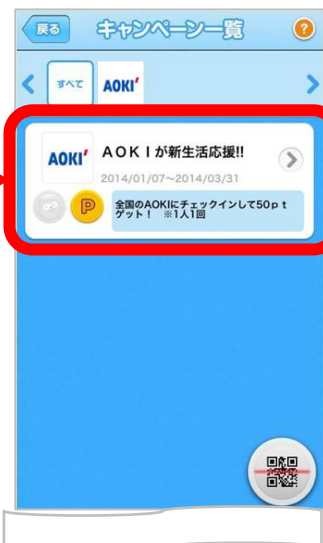 戻る キャンペーン一覧 ?
すべて AOKI'
AOKI' AOKIが新生活応援!!
2014/01/07~2014/03/31
P 全国のAOKIにチェックインして50pt
ゲット! ※1人1回